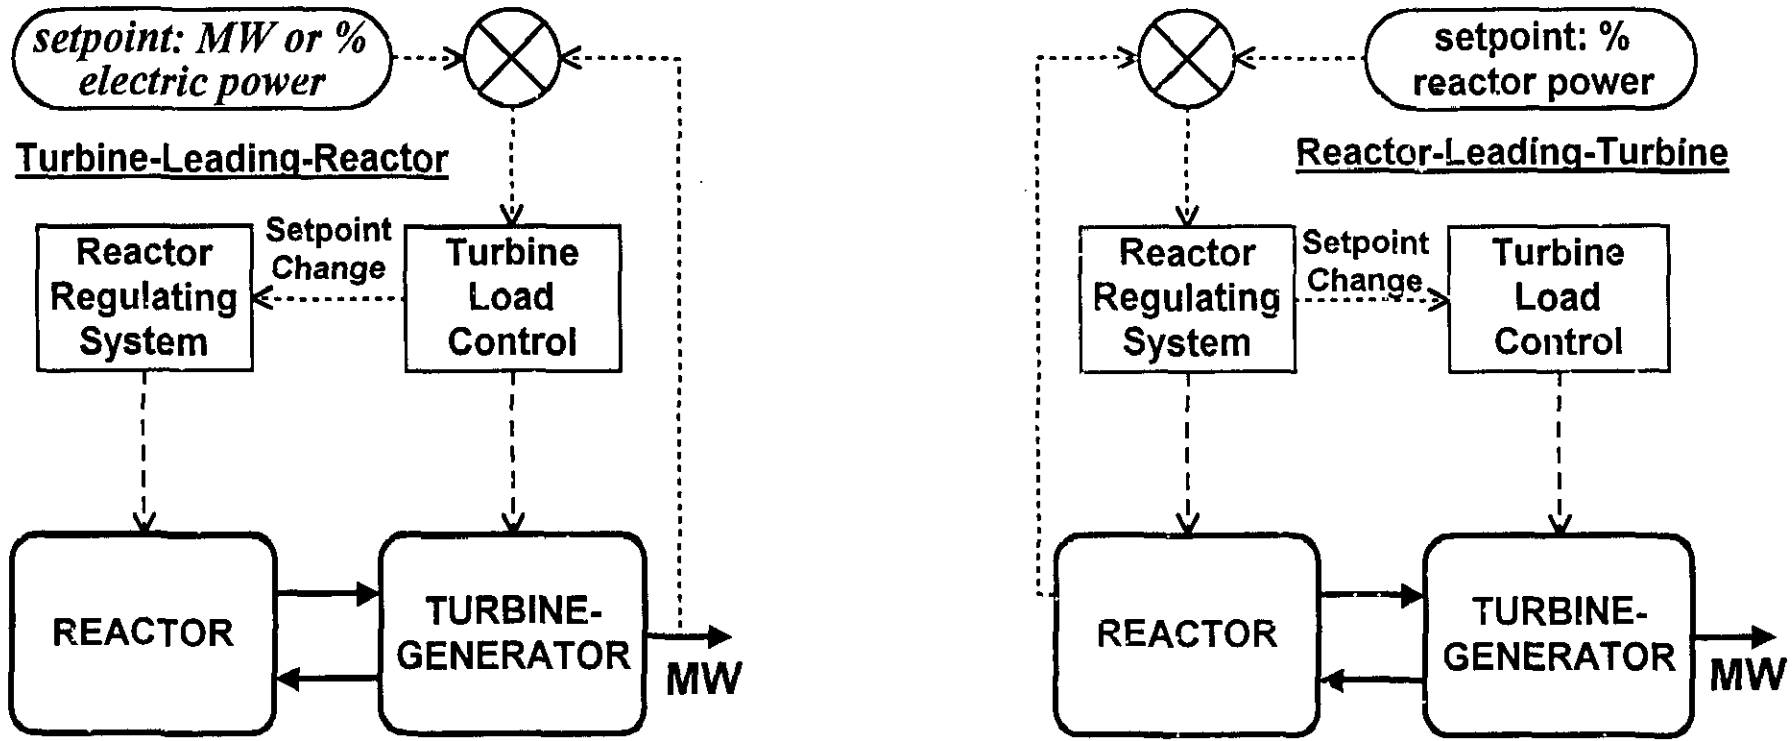 setpoint: MW or %
electric power
Turbine-Leading-Reactor
Reactor
Regulating
System
Setpoint
Change
Turbine
Load
Control
REACTOR
TURBINE-
GENERATOR
MW
setpoint: %
reactor power
Reactor-Leading-Turbine
Reactor
Regulating
System
Setpoint
Change
Turbine
Load
Control
REACTOR
TURBINE-
GENERATOR
MW